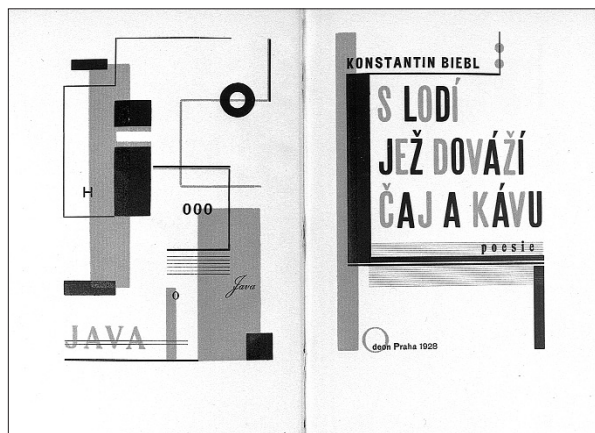 H
000
Java
O
JAVA
KONSTANTIN BIEBL
S LODÍ
JEŽ DOVÁŽÍ
ČAJ A KÁVU
poesie
Odeon Praha 1928